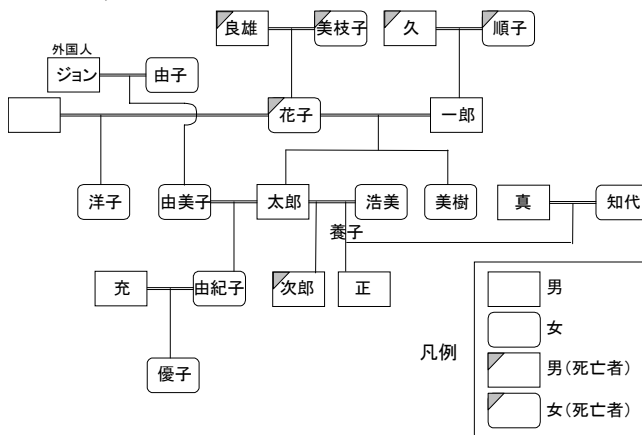 良雄 美枝子 久 順子
外国人
ジョン 由子
花子 一郎
洋子 由美子 太郎 浩美 美樹 真 知代
養子
充 由紀子 次郎 正
優子
凡例
男
女
男(死亡者)
女(死亡者)